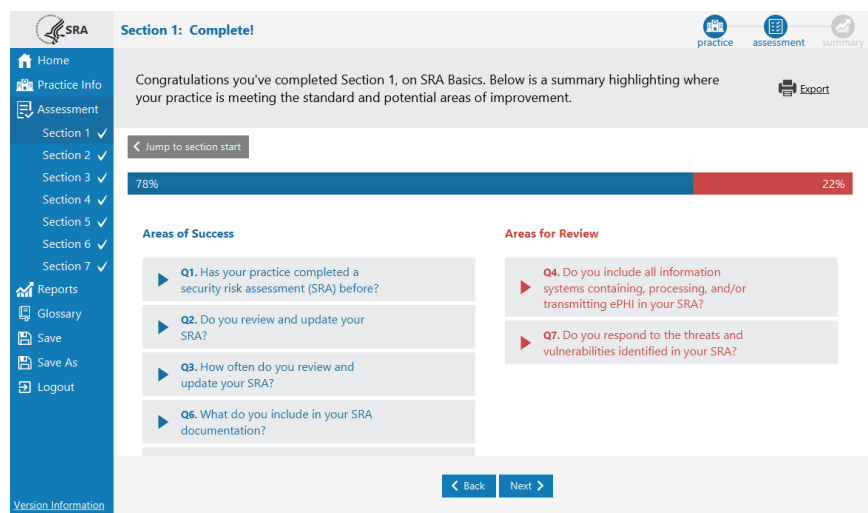 SRA
Section 1: Complete!
practice
assessment
summary
Home
Practice Info
Assessment
Section 1
Section 2
Section 3
Section 4
Section 5
Section 6
Section 7
Reports
Glossary
Save
Save As
Logout
Version Information
Congratulations you've completed Section 1, on SRA Basics. Below is a summary highlighting where
your practice is meeting the standard and potential areas of improvement.
Export
Jump to section start
78%
22%
Areas of Success
Q1. Has your practice completed a
security risk assessment (SRA) before?
Q2. Do you review and update your
SRA?
Q3. How often do you review and
update your SRA?
Q6. What do you include in your SRA
documentation?
Areas for Review
Q4. Do you include all information
systems containing, processing, and/or
transmitting ePHI in your SRA?
Q7. Do you respond to the threats and
vulnerabilities identified in your SRA?
Back
Next